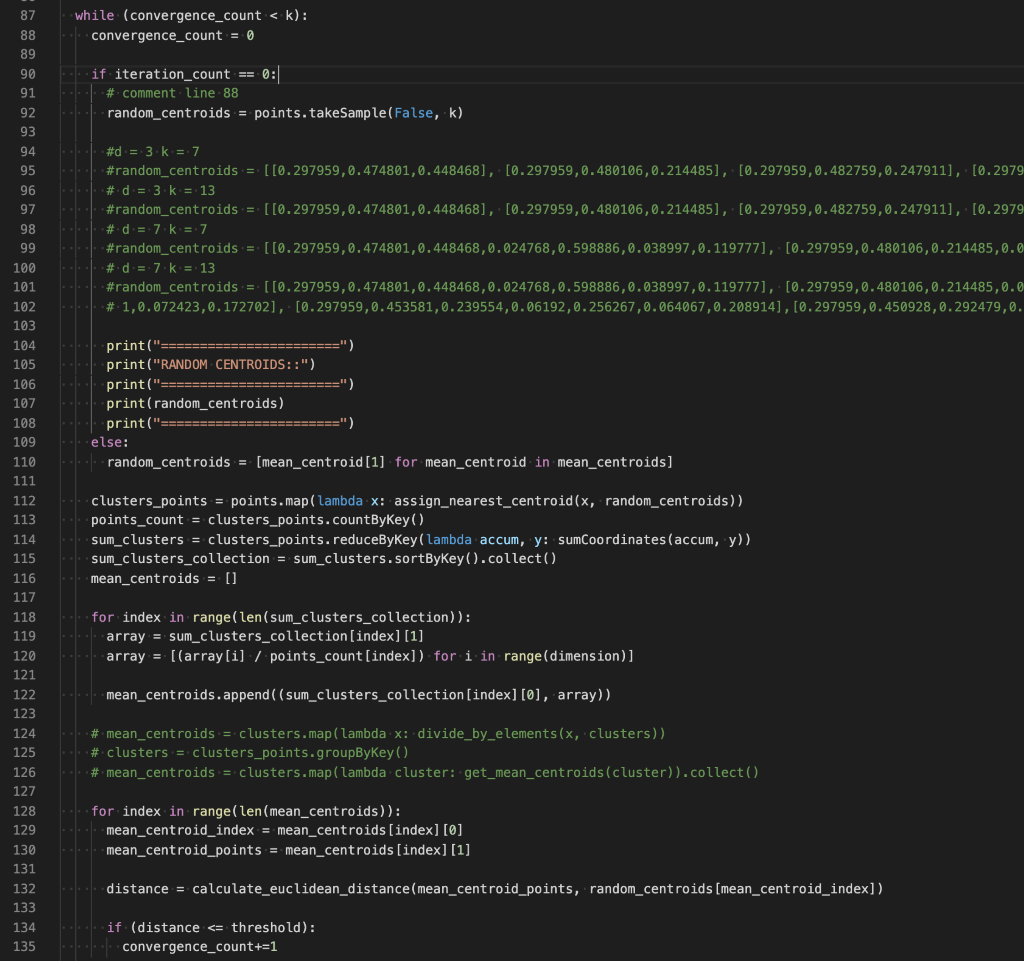 87 while (convergence_count < k):
88 convergence_count = 0
89
90 if iteration_count == 0:
91 # comment line 88
92 random_centroids = points.takeSample(False, k)
93
94 #d = 3 k = 7
95 #random_centroids = [[0.297959,0.474801,0.448468], [0.297959,0.480106,0.214485], [0.297959,0.482759,0.247911], [0.2979
96 # d = 3 k = 13
97 #random_centroids = [[0.297959,0.474801,0.448468], [0.297959,0.480106,0.214485], [0.297959,0.482759,0.247911], [0.2979
98 # d = 7 k = 7
99 #random_centroids = [[0.297959,0.474801,0.448468,0.024768,0.598886,0.038997,0.119777], [0.297959,0.480106,0.214485,0.0
100 # d = 7 k = 13
101 #random_centroids = [[0.297959,0.474801,0.448468,0.024768,0.598886,0.038997,0.119777], [0.297959,0.480106,0.214485,0.0
102 # 1,0.072423,0.172702], [0.297959,0.453581,0.239554,0.06192,0.256267,0.064067,0.208914],[0.297959,0.450928,0.292479,0.
103
104 print("=======================")
105 print("RANDOM CENTROIDS::")
106 print("=======================")
107 print(random_centroids)
108 print("=======================")
109 else:
110 random_centroids = [mean_centroid[1] for mean_centroid in mean_centroids]
111
112 clusters_points = points.map(lambda x: assign_nearest_centroid(x, random_centroids))
113 points_count = clusters_points.countByKey()
114 sum_clusters = clusters_points.reduceByKey(lambda accum, y: sumCoordinates(accum, y))
115 sum_clusters_collection = sum_clusters.sortByKey().collect()
116 mean_centroids = []
117
118 for index in range(len(sum_clusters_collection)):
119 array = sum_clusters_collection[index][1]
120 array = [(array[i] / points_count[index]) for i in range(dimension)]
121
122 mean_centroids.append((sum_clusters_collection[index][0], array))
123
124 # mean_centroids = clusters.map(lambda x: divide_by_elements(x, clusters))
125 # clusters = clusters_points.groupByKey()
126 # mean_centroids = clusters.map(lambda cluster: get_mean_centroids(cluster)).collect()
127
128 for index in range(len(mean_centroids)):
129 mean_centroid_index = mean_centroids[index][0]
130 mean_centroid_points = mean_centroids[index][1]
131
132 distance = calculate_euclidean_distance(mean_centroid_points, random_centroids[mean_centroid_index])
133
134 if (distance <= threshold):
135 convergence_count+=1